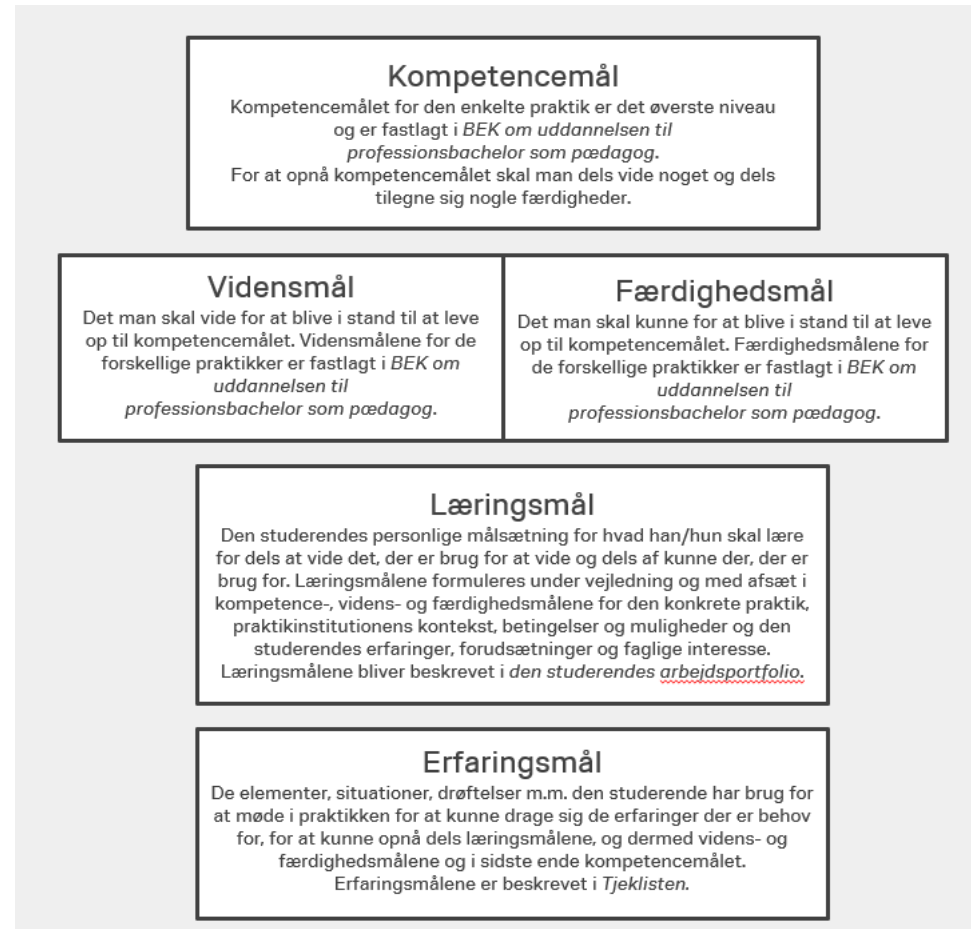 Kompetencemål
Kompetencemålet for den enkelte praktik er det øverste niveau
og er fastlagt i BEK om uddannelsen til
professionsbachelor som pædagog.
For at opnå kompetencemålet skal man dels vide noget og dels
tilegne sig nogle færdigheder.
Vidensmål
Det man skal vide for at blive i stand til at leve
op til kompetencemålet. Vidensmålene for de
forskellige praktikker er fastlagt i BEK om
uddannelsen til
professionsbachelor som pædagog.
Færdighedsmål
Det man skal kunne for at blive i stand til at leve
op til kompetencemålet. Færdighedsmålene for
de forskellige praktikker er fastlagt i BEK om
uddannelsen til
professionsbachelor som pædagog.
Læringsmål
Den studerendes personlige målsætning for hvad han/hun skal lære
for dels at vide det, der er brug for at vide og dels af kunne der, der er
brug for. Læringsmålene formuleres under vejledning og med afsæt i
kompetence-, videns- og færdighedsmålene for den konkrete praktik,
praktikinstitutionens kontekst, betingelser og muligheder og den
studerendes erfaringer, forudsætninger og faglige interesse.
Læringsmålene bliver beskrevet i den studerendes arbejdsportfolio.
Erfaringsmål
De elementer, situationer, drøftelser m.m. den studerende har brug for
at møde i praktikken for at kunne drage sig de erfaringer der er behov
for, for at kunne opnå dels læringsmålene, og dermed videns- og
færdighedsmålene og i sidste ende kompetencemålet.
Erfaringsmålene er beskrevet i Tjeklisten.